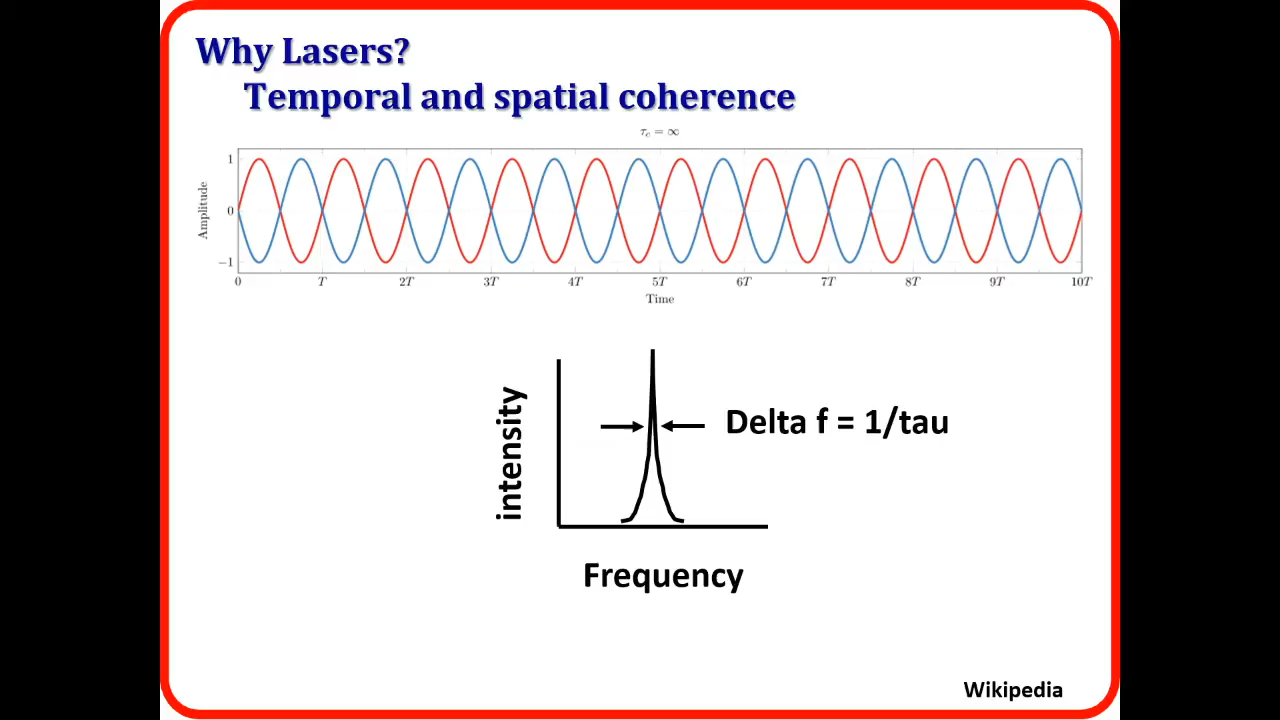 Why Lasers?
Temporal and spatial coherence
τc = ∞
Amplitude
1
0
−1
0 T 2T 3T 4T 5T 6T 7T 8T 9T 10T
Time
intensity
Delta f = 1/tau
Frequency
Wikipedia